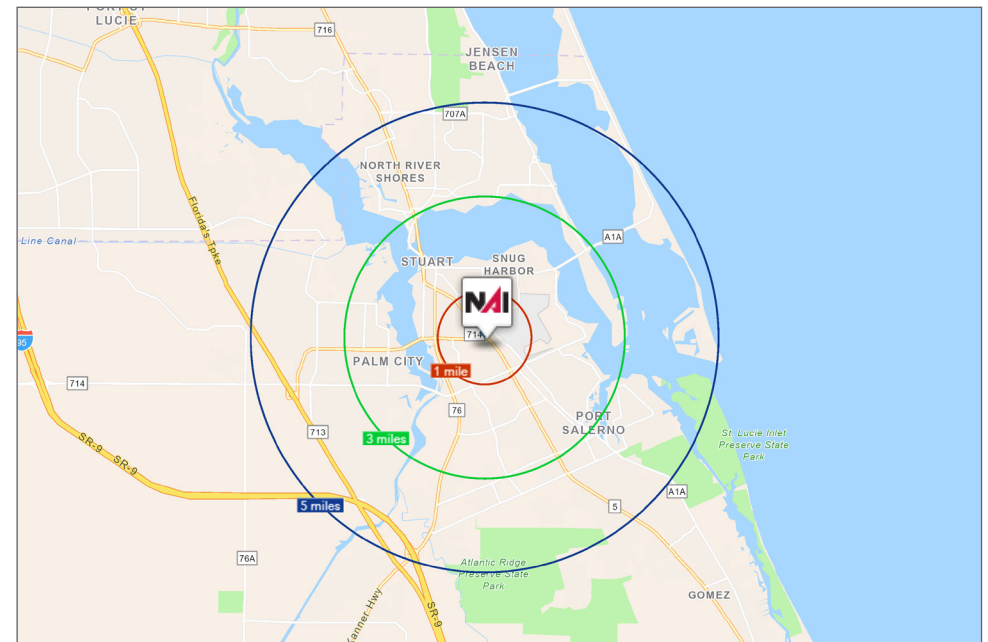 PORT ST
LUCIE
716
JENSEN
BEACH
707A
NORTH RIVER
SHORES
Florida's Tpke
Line Canal
A1A
STUART
SNUG
HARBOR
NAI
714
95
PALM CITY
1 mile
714
76
713
3 miles
PORT
SALERNO
St. Lucie Inlet
Preserve State
Park
SR-9
SR-9
5 miles
A1A
5
76A
Atlantic Ridge
Preserve State
Park
GOMEZ
Kanner Hwy
SR-9